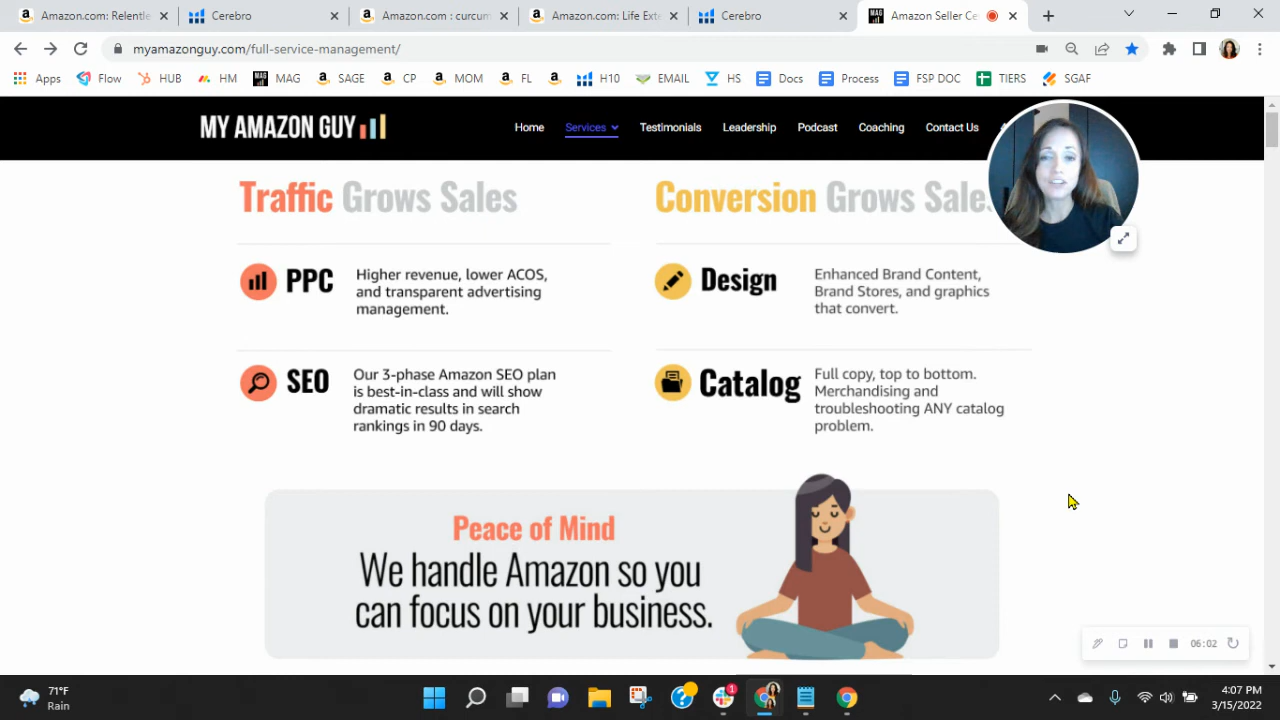 Amazon.com: Relentle
Cerebro
Amazon.com : curcum
Amazon.com: Life Exte
Cerebro
Amazon Seller Ce
myamazonguy.com/full-service-management/
Apps
Flow
HUB
HM
MAG
SAGE
CP
MOM
FL
H10
EMAIL
HS
Docs
Process
FSP DOC
TIERS
SGAF
MY AMAZON GUY
Home
Services
Testimonials
Leadership
Podcast
Coaching
Contact Us
Traffic Grows Sales
PPC
Higher revenue, lower ACOS,
and transparent advertising
management.
SEO
Our 3-phase Amazon SEO plan
is best-in-class and will show
dramatic results in search
rankings in 90 days.
Conversion Grows Sales
Design
Enhanced Brand Content,
Brand Stores, and graphics
that convert.
Catalog
Full copy, top to bottom.
Merchandising and
troubleshooting ANY catalog
problem.
Peace of Mind
We handle Amazon so you
can focus on your business.
06:02
71°F
Rain
1
4:07 PM
3/15/2022